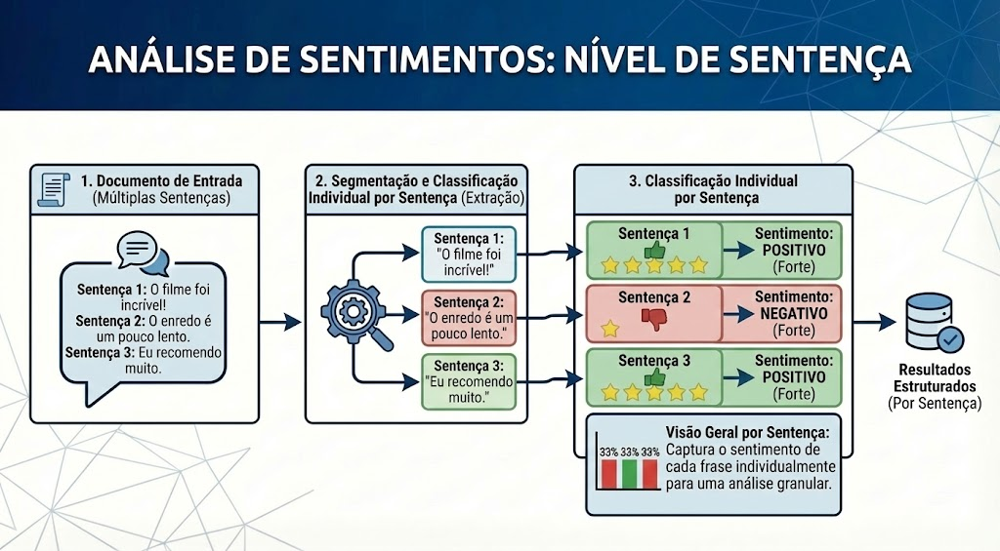 ANÁLISE DE SENTIMENTOS: NÍVEL DE SENTENÇA
1. Documento de Entrada
(Múltiplas Sentenças)
Sentença 1: O filme foi
incrível!
Sentença 2: O enredo é
um pouco lento.
Sentença 3: Eu recomendo
muito.
2. Segmentação e Classificação
Individual por Sentença (Extração)
Sentença 1:
"O filme foi
incrível!"
Sentença 2:
"O enredo é um
pouco lento."
Sentença 3:
"Eu recomendo
muito."
3. Classificação Individual
por Sentença
Sentença 1
Sentimento:
POSITIVO
(Forte)
Sentença 2
Sentimento:
NEGATIVO
(Forte)
Sentença 3
Sentimento:
POSITIVO
(Forte)
33% 33% 33%
Visão Geral por Sentença:
Captura o sentimento de
cada frase individualmente
para uma análise granular.
Resultados
Estruturados
(Por Sentença)